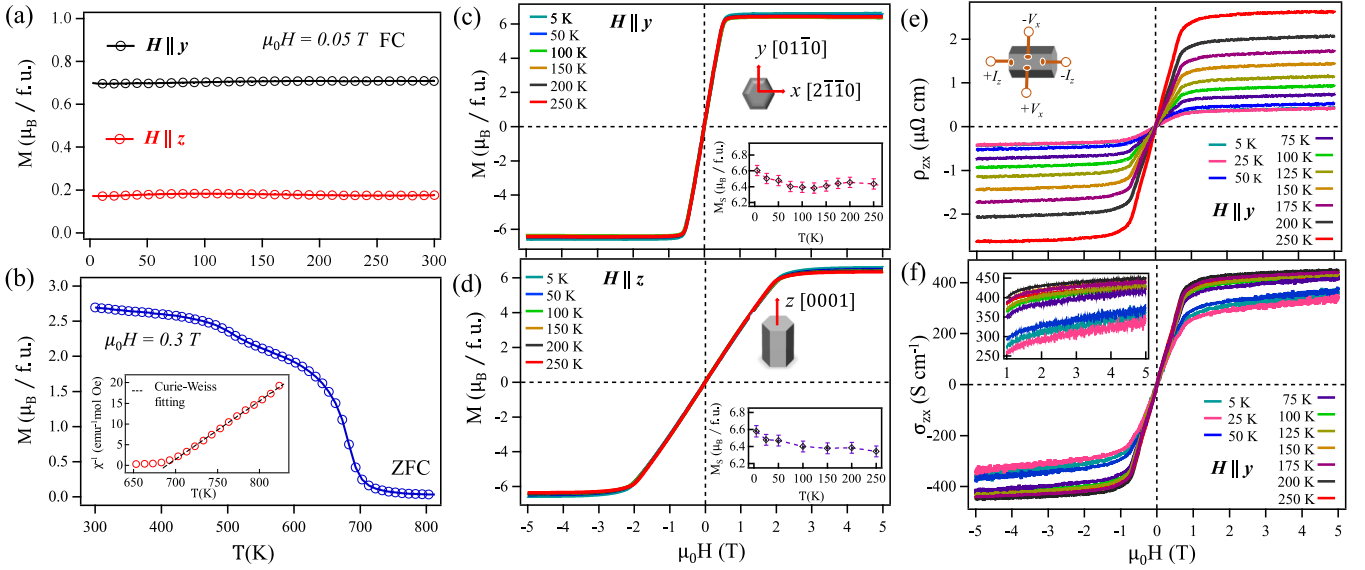 (a)
H ∥ y
μ₀H = 0.05 T FC
H ∥ z
M (μB / f. u.)
1.0
0.8
0.6
0.4
0.2
0.0
0 50 100 150 200 250 300
(b)
μ₀H = 0.3 T
ZFC
M (μB / f. u.)
3.0
2.5
2.0
1.5
1.0
0.5
0.0
300 400 500 600 700 800
T(K)
--- Curie-Weiss
fitting
χ⁻¹ (emu⁻¹mol Oe)
20
10
0
-10
650 700 750 800
T(K)
(c)
H ∥ y
5 K
50 K
100 K
150 K
200 K
250 K
y [011̄0]
x [21̄1̄0]
M (μB / f. u.)
6
4
2
0
-2
-4
-6
MS (μB / f. u.)
6.8
6.6
6.4
6.2
0 50 100 150 200 250
T(K)
(d)
H ∥ z
5 K
50 K
100 K
150 K
200 K
250 K
z [0001]
M (μB / f. u.)
6
4
2
0
-2
-4
-6
MS (μB / f. u.)
6.8
6.6
6.4
6.2
0 50 100 150 200 250
T(K)
-5 -4 -3 -2 -1 0 1 2 3 4 5
μ₀H (T)
(e)
-Vx
+Iz
-Iz
+Vx
ρzx (μΩ cm)
2
1
0
-1
-2
5 K
25 K
50 K
75 K
100 K
125 K
150 K
175 K
200 K
250 K
H ∥ y
(f)
450
400
350
300
250
1 2 3 4 5
σzx (S cm⁻¹)
400
200
0
-200
-400
5 K
25 K
50 K
75 K
100 K
125 K
150 K
175 K
200 K
250 K
H ∥ y
-5 -4 -3 -2 -1 0 1 2 3 4 5
μ₀H (T)